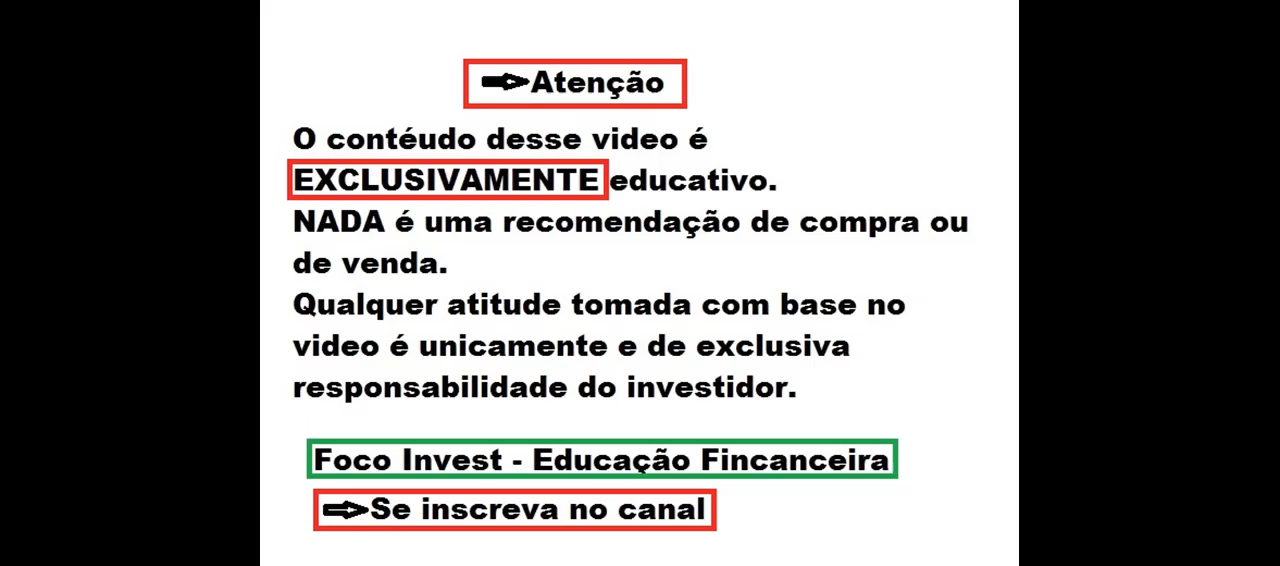 Atenção
O contéudo desse video é
EXCLUSIVAMENTE educativo.
NADA é uma recomendação de compra ou
de venda.
Qualquer atitude tomada com base no
video é unicamente e de exclusiva
responsabilidade do investidor.
Foco Invest - Educação Fincanceira
Se inscreva no canal